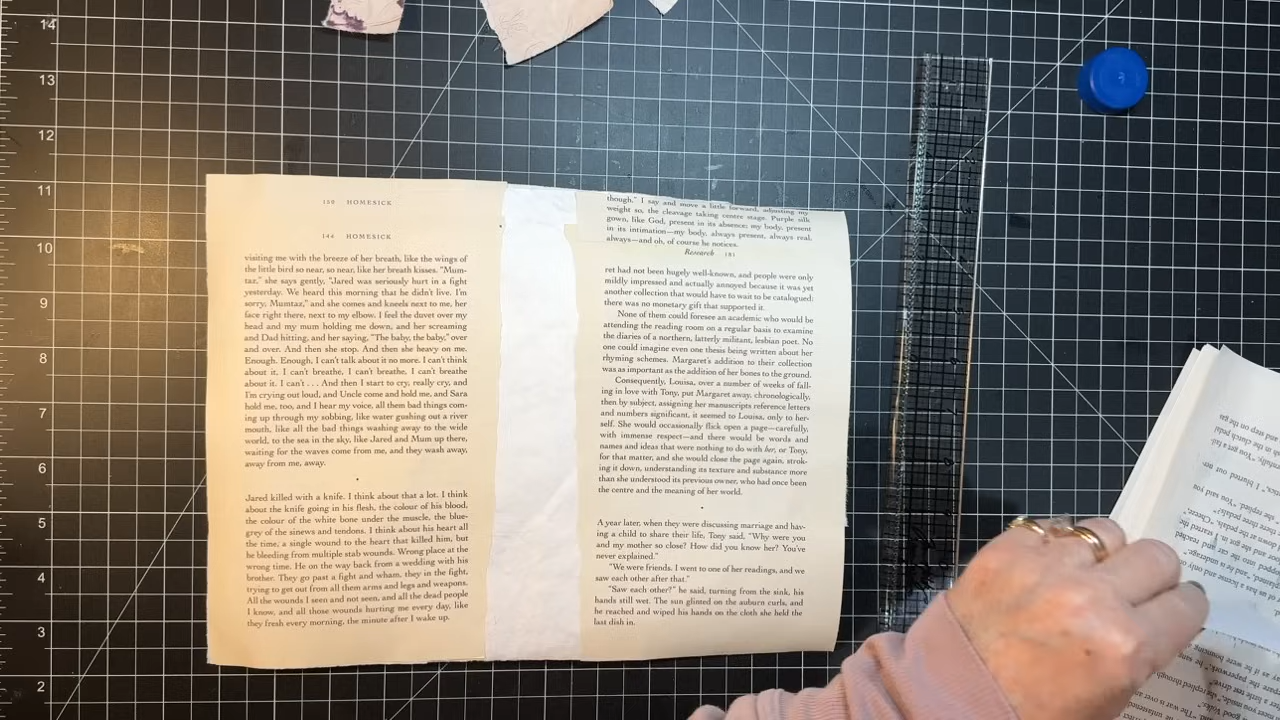 14
13
12
11
10
9
8
7
6
5
4
3
2
150 HOMESICK
144 HOMESICK
visiting me with the breeze of her breath, like the wings of
the little bird so near, so near, like her breath kisses. "Mum-
taz," she says gently, "Jared was seriously hurt in a fight
yesterday. We heard this morning that he didn't live. I'm
sorry, Mumtaz," and she comes and kneels next to me, her
face right there, next to my elbow. I feel the duvet over my
head and my mum holding me down, and her screaming
and Dad hitting, and her saying, "The baby, the baby," over
and over. And then she stop. And then she heavy on me.
Enough. Enough, I can't talk about it no more. I can't think
about it. I can't breathe, I can't breathe, I can't breathe
about it. I can't . . . And then I start to cry, really cry, and
I'm crying out loud, and Uncle come and hold me, and Sara
hold me, too, and I hear my voice, all them bad things com-
ing up through my sobbing, like water gushing out a river
mouth, like all the bad things washing away to the wide
world, to the sea in the sky, like Jared and Mum up there,
waiting for the waves come from me, and they wash away,
away from me, away.
Jared killed with a knife. I think about that a lot. I think
about the knife going in his flesh, the colour of his blood,
the colour of the white bone under the muscle, the blue-
grey of the sinews and tendons. I think about his heart all
the time, a single wound to the heart that killed him, but
he bleeding from multiple stab wounds. Wrong place at the
wrong time. He on the way back from a wedding with his
brother. They go past a fight and wham, they in the fight,
trying to get out from all them arms and legs and weapons.
All the wounds I seen and not seen, and all the dead people
I know, and all those wounds hurting me every day, like
they fresh every morning, the minute after I wake up.
though," I say and move a little forward, adjusting my
weight so, the cleavage taking centre stage. Purple silk
gown, like God, present in its absence; my body, present
in its intimation—my body, always present, always real,
always—and oh, of course he notices.
Research 181
ret had not been hugely well-known, and people were only
mildly impressed and actually annoyed because it was yet
another collection that would have to wait to be catalogued;
there was no monetary gift that supported it.
None of them could foresee an academic who would be
attending the reading room on a regular basis to examine
the diaries of a northern, latterly militant, lesbian poet. No
one could imagine even one thesis being written about her
rhyming schemes. Margaret's addition to their collection
was as important as the addition of her bones to the ground.
Consequently, Louisa, over a number of weeks of fall-
ing in love with Tony, put Margaret away, chronologically,
then by subject, assigning her manuscripts reference letters
and numbers significant, it seemed to Louisa, only to her-
self. She would occasionally flick open a page—carefully,
with immense respect—and there would be words and
names and ideas that were nothing to do with her, or Tony,
for that matter, and she would close the page again, strok-
ing it down, understanding its texture and substance more
than she understood its previous owner, who had once been
the centre and the meaning of her world.
A year later, when they were discussing marriage and hav-
ing a child to share their life, Tony said, "Why were you
and my mother so close? How did you know her? You've
never explained."
"We were friends. I went to one of her readings, and we
saw each other after that."
"Saw each other?" he said, turning from the sink, his
hands still wet. The sun glinted on the auburn curls, and
he reached and wiped his hands on the cloth she held the
last dish in.